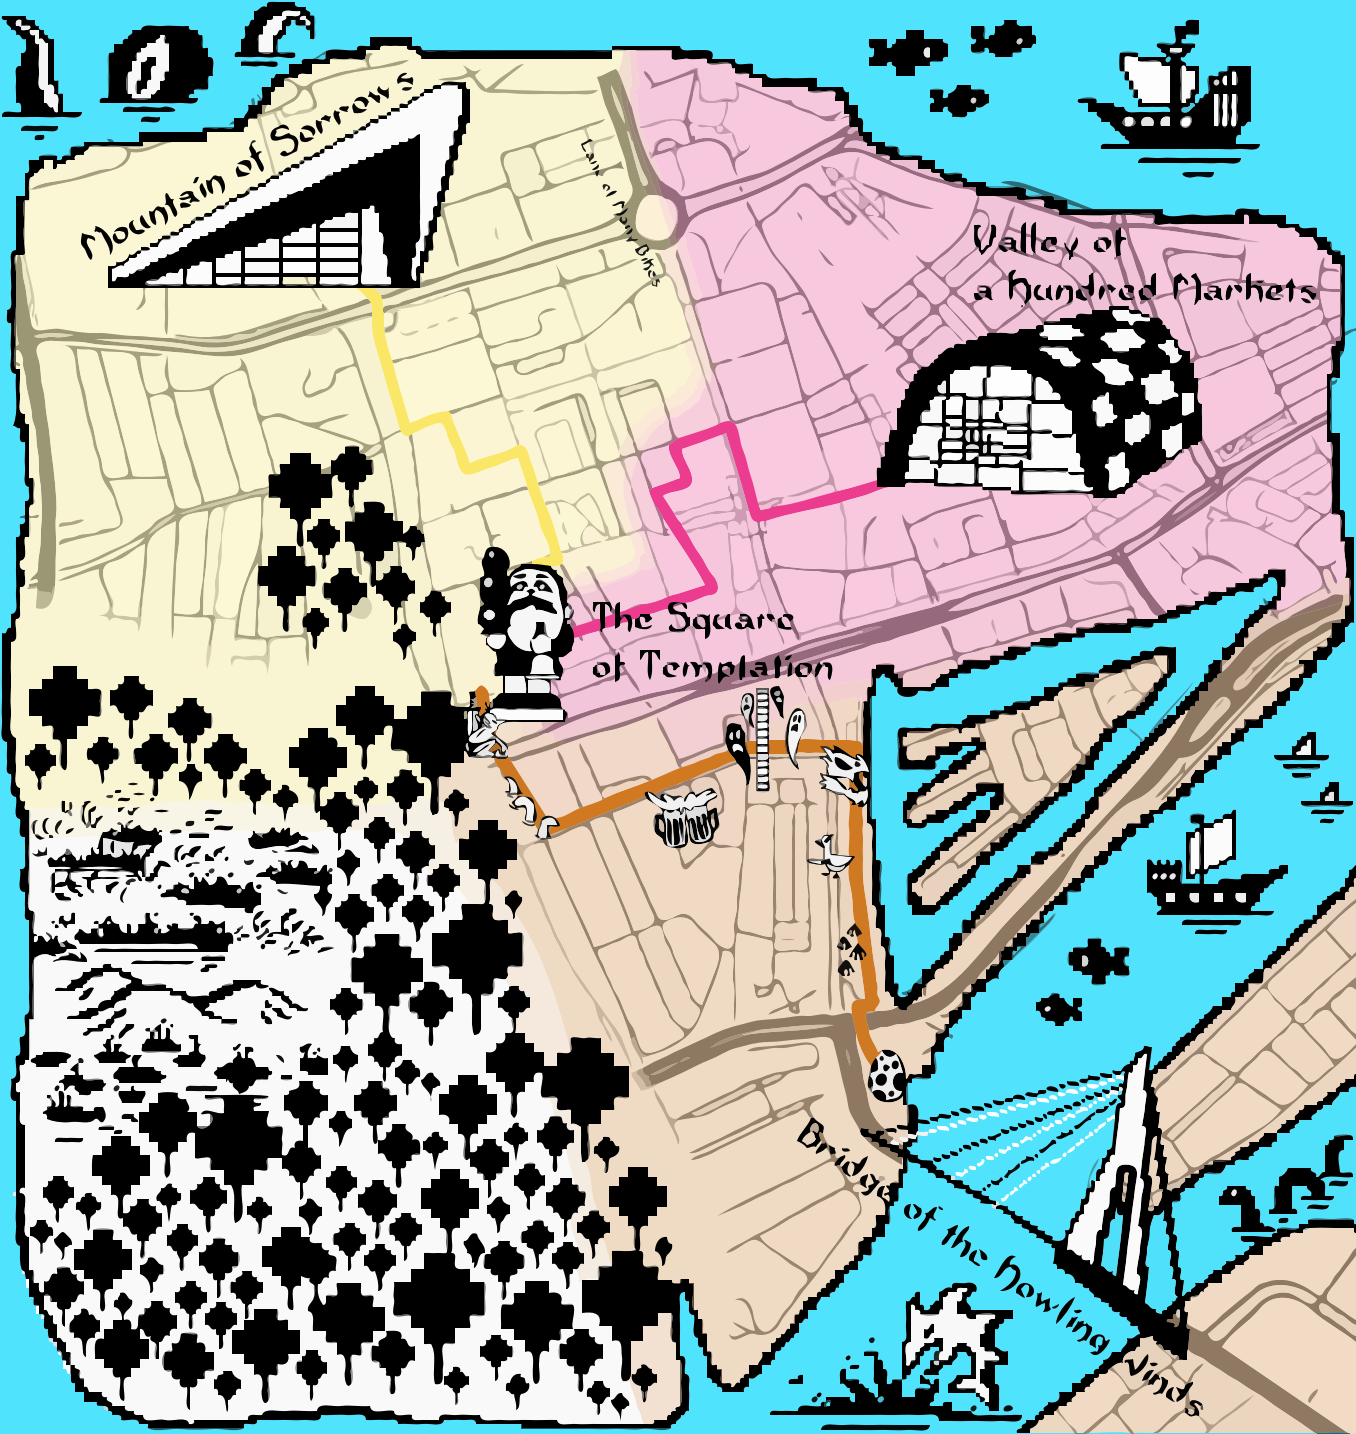 Mountain of Sorrows
Lane of Many Bikes
Valley of
a Hundred Markets
The Square
of Temptation
Bridge of the Howling Winds